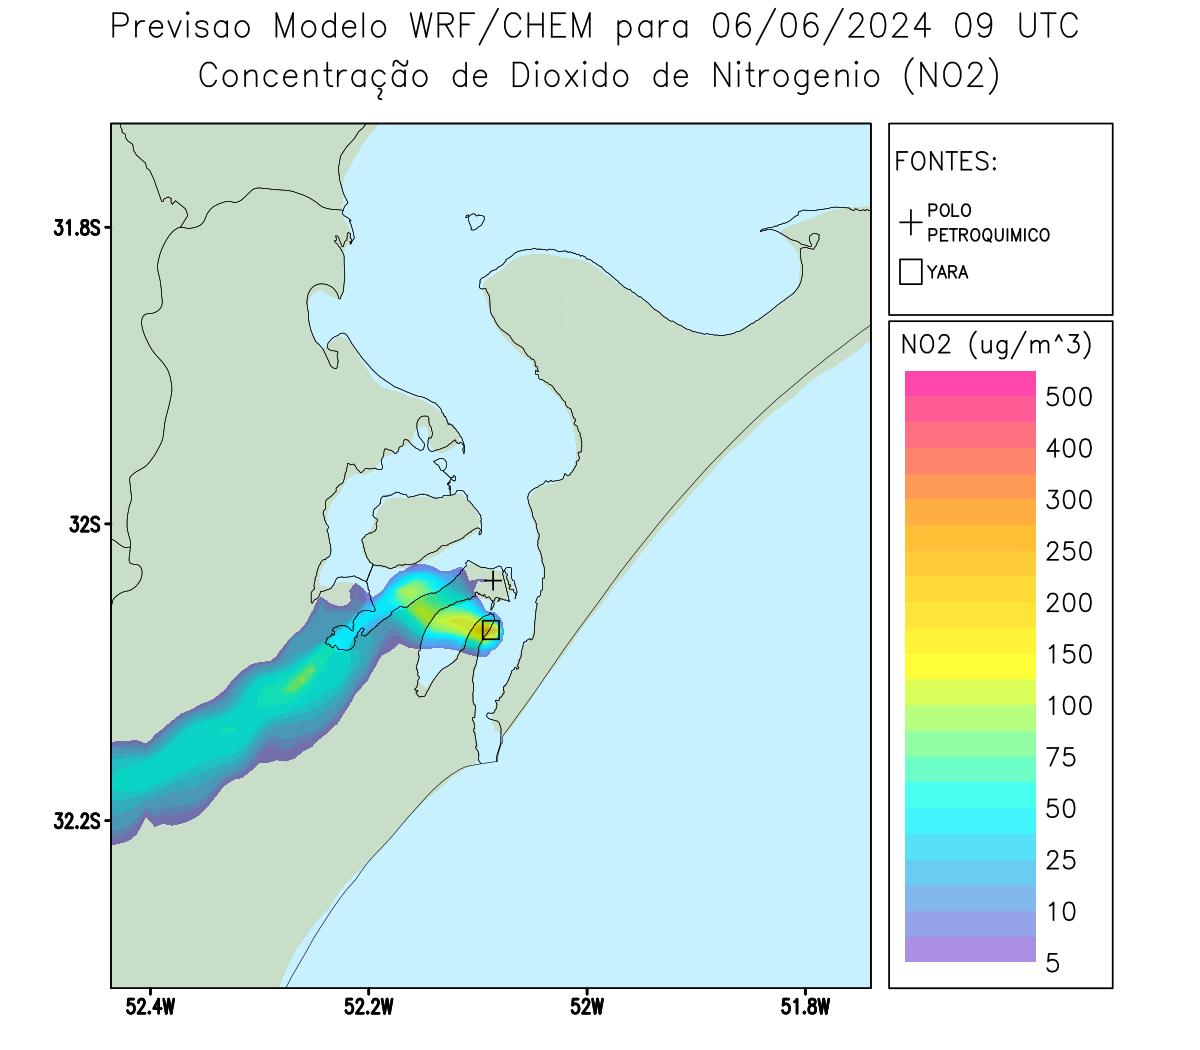 Previsao Modelo WRF/CHEM para 06/06/2024 09 UTC
Concentração de Dioxido de Nitrogenio (NO2)
FONTES:
POLO
PETROQUIMICO
YARA
NO2 (ug/m^3)
500
400
300
250
200
150
100
75
50
25
10
5
31.8S
32S
32.2S
52.4W
52.2W
52W
51.8W